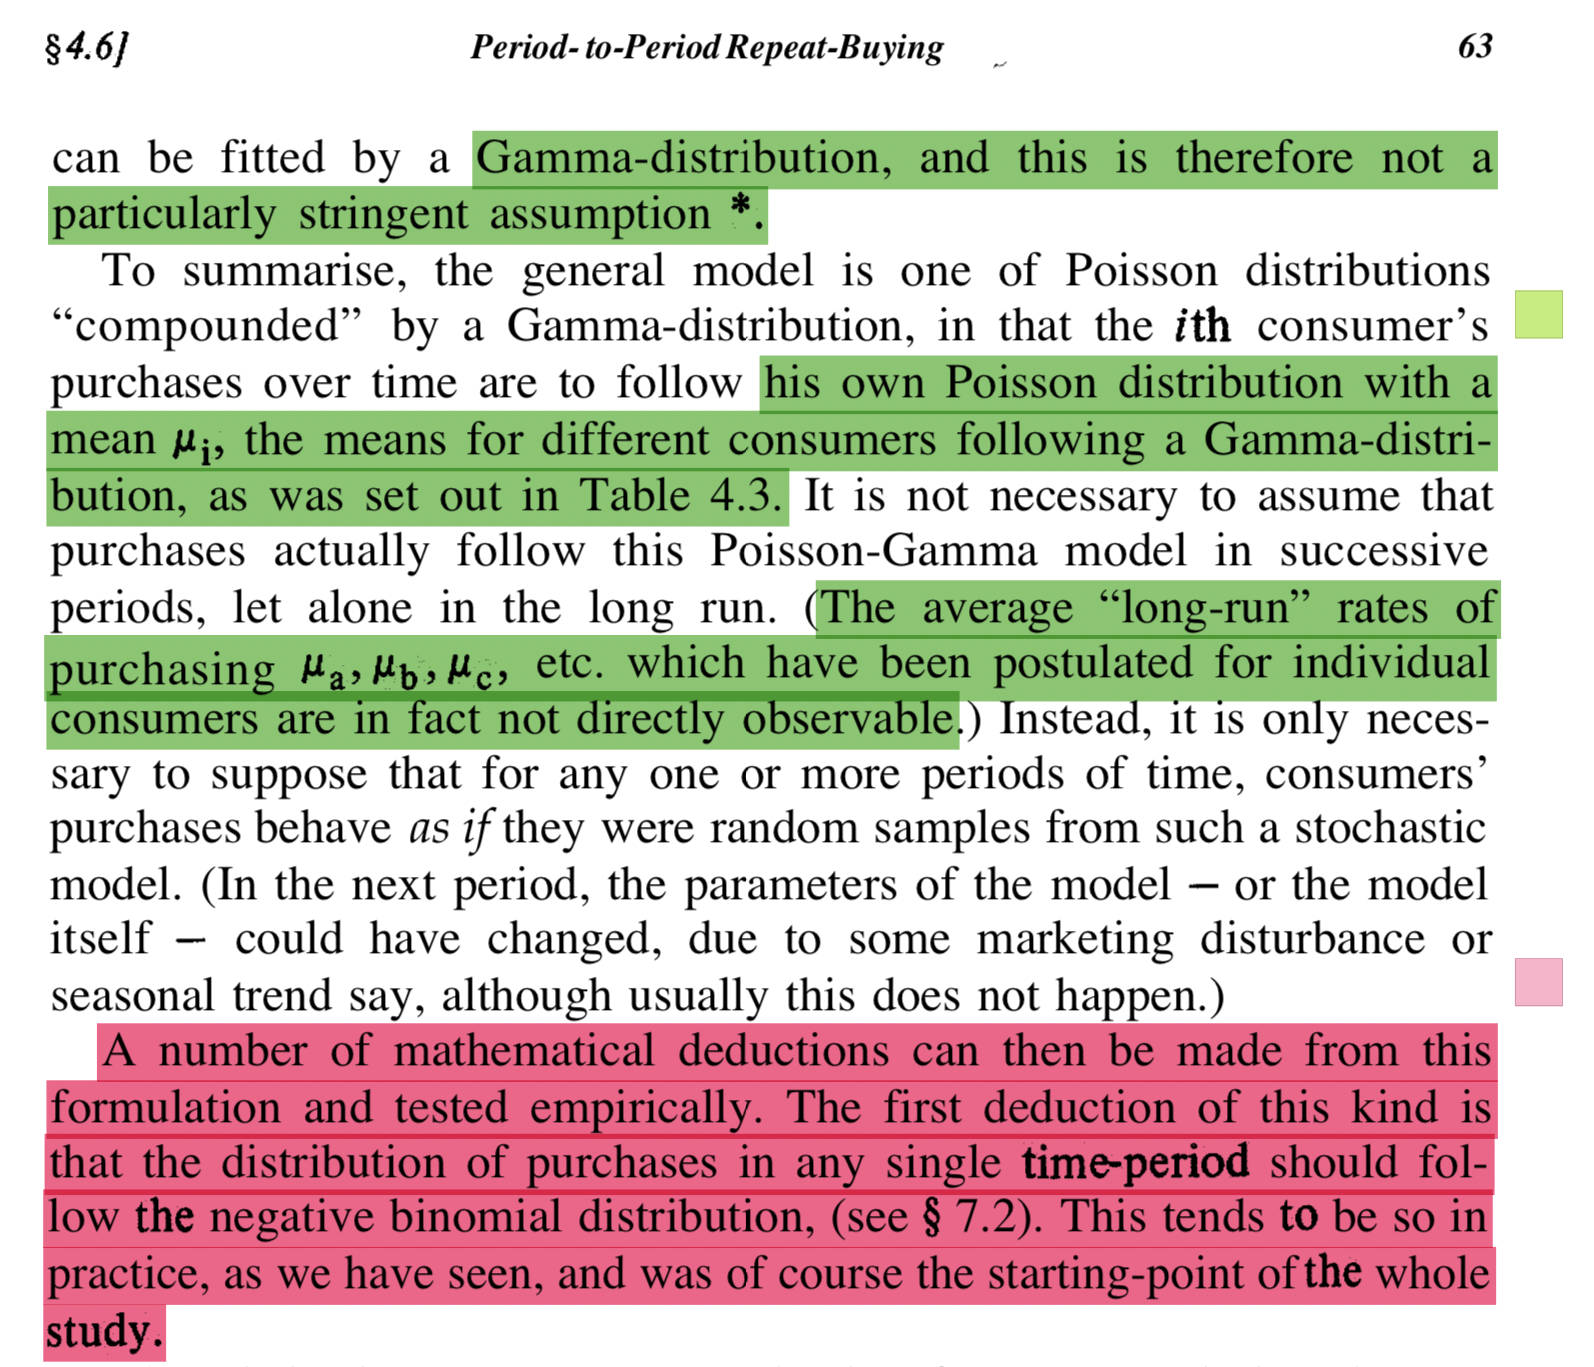 §4.6]
Period-to-Period Repeat-Buying
63
can be fitted by a Gamma-distribution, and this is therefore not a
particularly stringent assumption *.
To summarise, the general model is one of Poisson distributions
“compounded” by a Gamma-distribution, in that the ith consumer’s
purchases over time are to follow his own Poisson distribution with a
mean μi, the means for different consumers following a Gamma-distri-
bution, as was set out in Table 4.3. It is not necessary to assume that
purchases actually follow this Poisson-Gamma model in successive
periods, let alone in the long run. (The average “long-run” rates of
purchasing μa, μb, μc, etc. which have been postulated for individual
consumers are in fact not directly observable.) Instead, it is only neces-
sary to suppose that for any one or more periods of time, consumers’
purchases behave as if they were random samples from such a stochastic
model. (In the next period, the parameters of the model — or the model
itself — could have changed, due to some marketing disturbance or
seasonal trend say, although usually this does not happen.)
A number of mathematical deductions can then be made from this
formulation and tested empirically. The first deduction of this kind is
that the distribution of purchases in any single time-period should fol-
low the negative binomial distribution, (see § 7.2). This tends to be so in
practice, as we have seen, and was of course the starting-point of the whole
study.